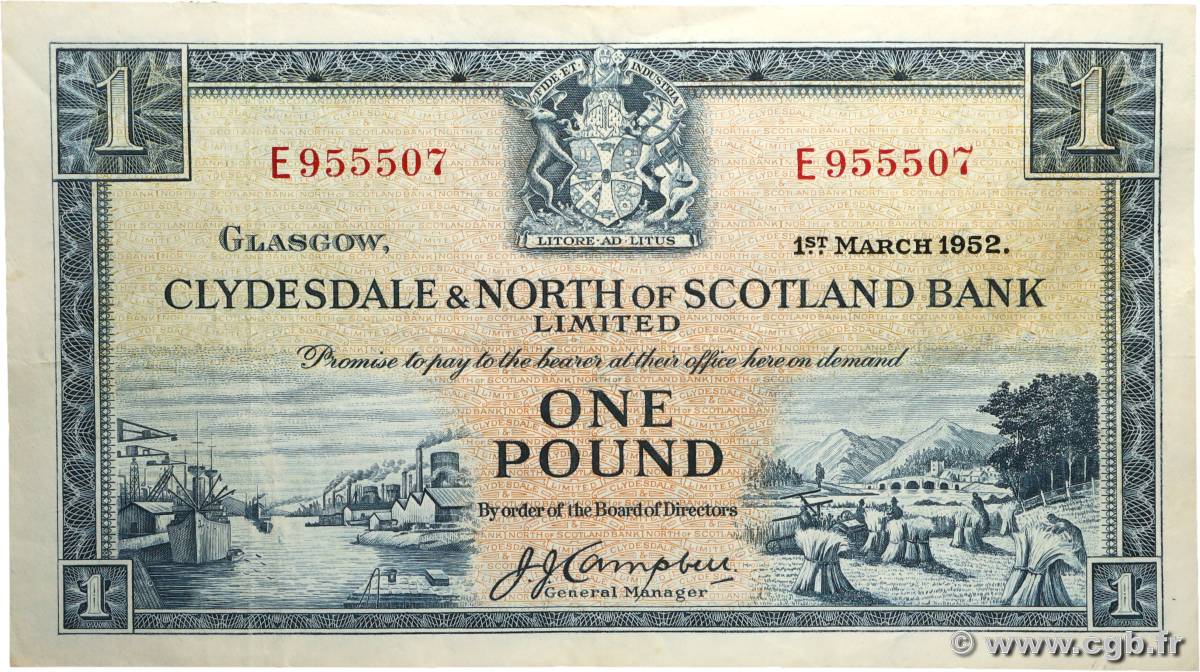 1 1
FIDE·ET INDUSTRIA
E 955507 E 955507
LITORE·AD·LITUS
GLASGOW, 1ST. MARCH 1952.
CLYDESDALE & NORTH OF SCOTLAND BANK
LIMITED
Promise to pay to the bearer at their office here on demand
ONE
POUND
By order of the Board of Directors
J.J. Campbell
General Manager
1 1
© www.cgb.fr